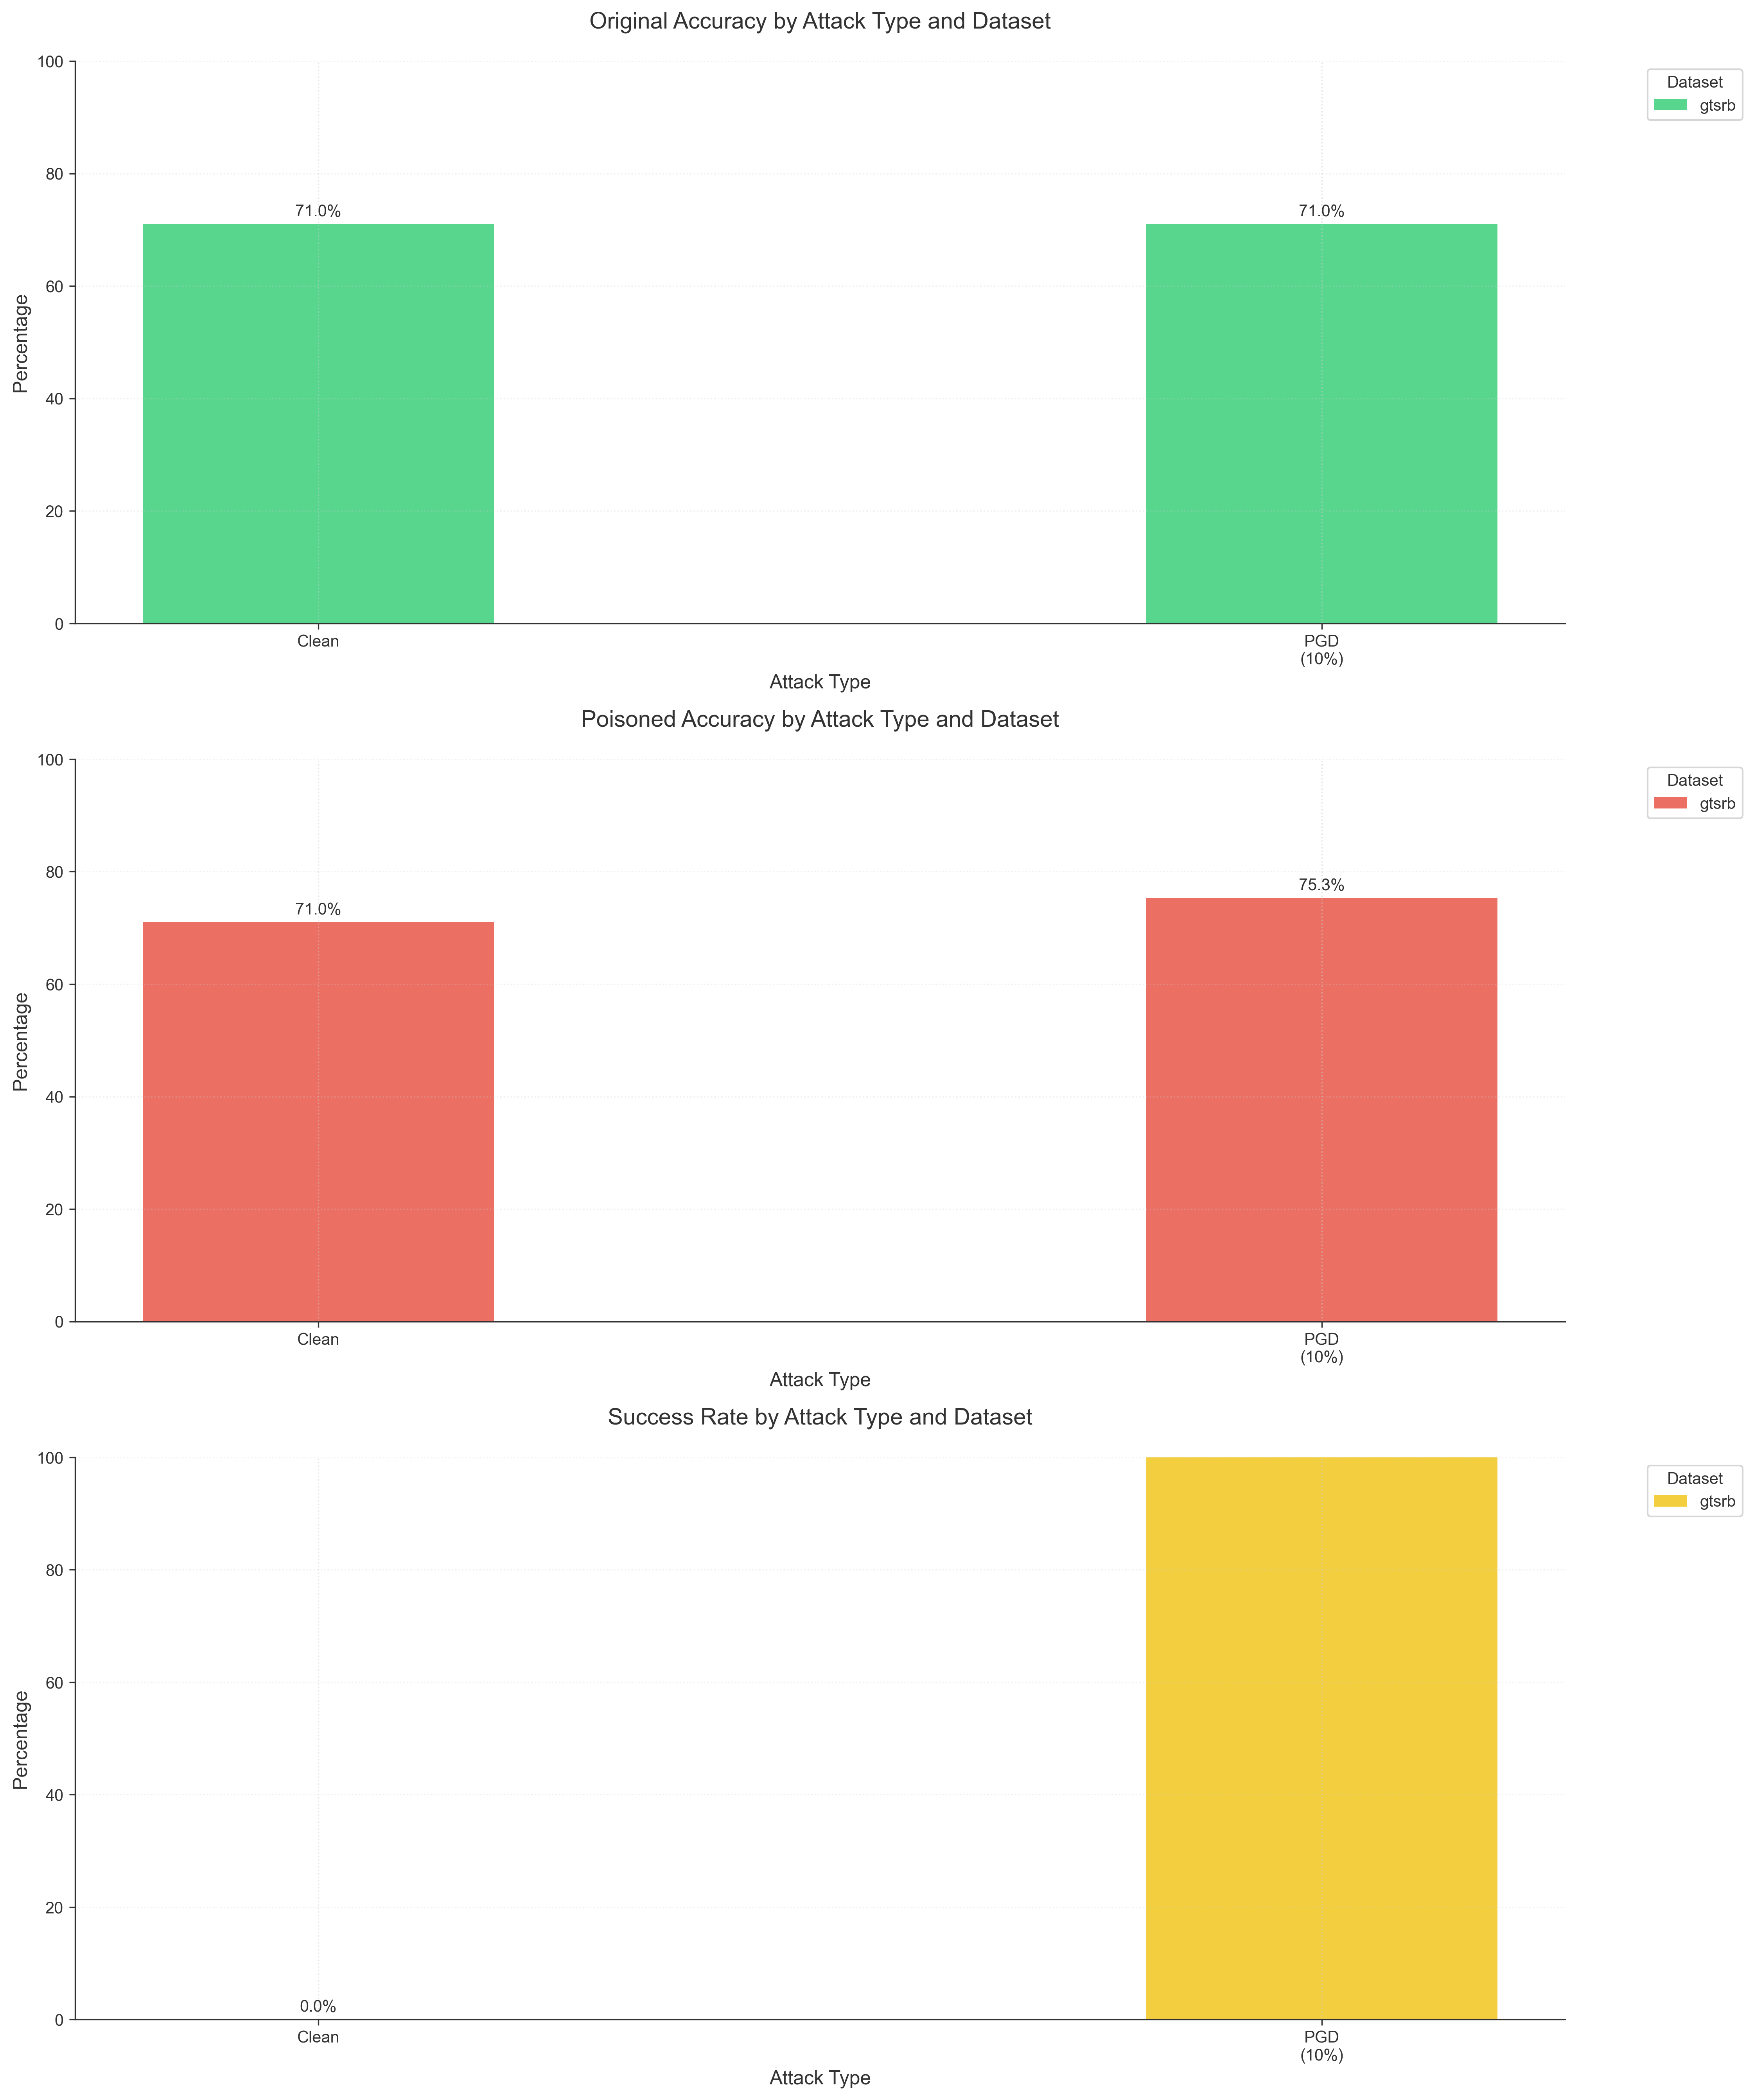 Original Accuracy by Attack Type and Dataset
Percentage
100
80
60
40
20
0
71.0%
71.0%
Clean
PGD
(10%)
Attack Type
Dataset
gtsrb
Poisoned Accuracy by Attack Type and Dataset
Percentage
100
80
60
40
20
0
71.0%
75.3%
Clean
PGD
(10%)
Attack Type
Dataset
gtsrb
Success Rate by Attack Type and Dataset
Percentage
100
80
60
40
20
0
0.0%
Clean
PGD
(10%)
Attack Type
Dataset
gtsrb